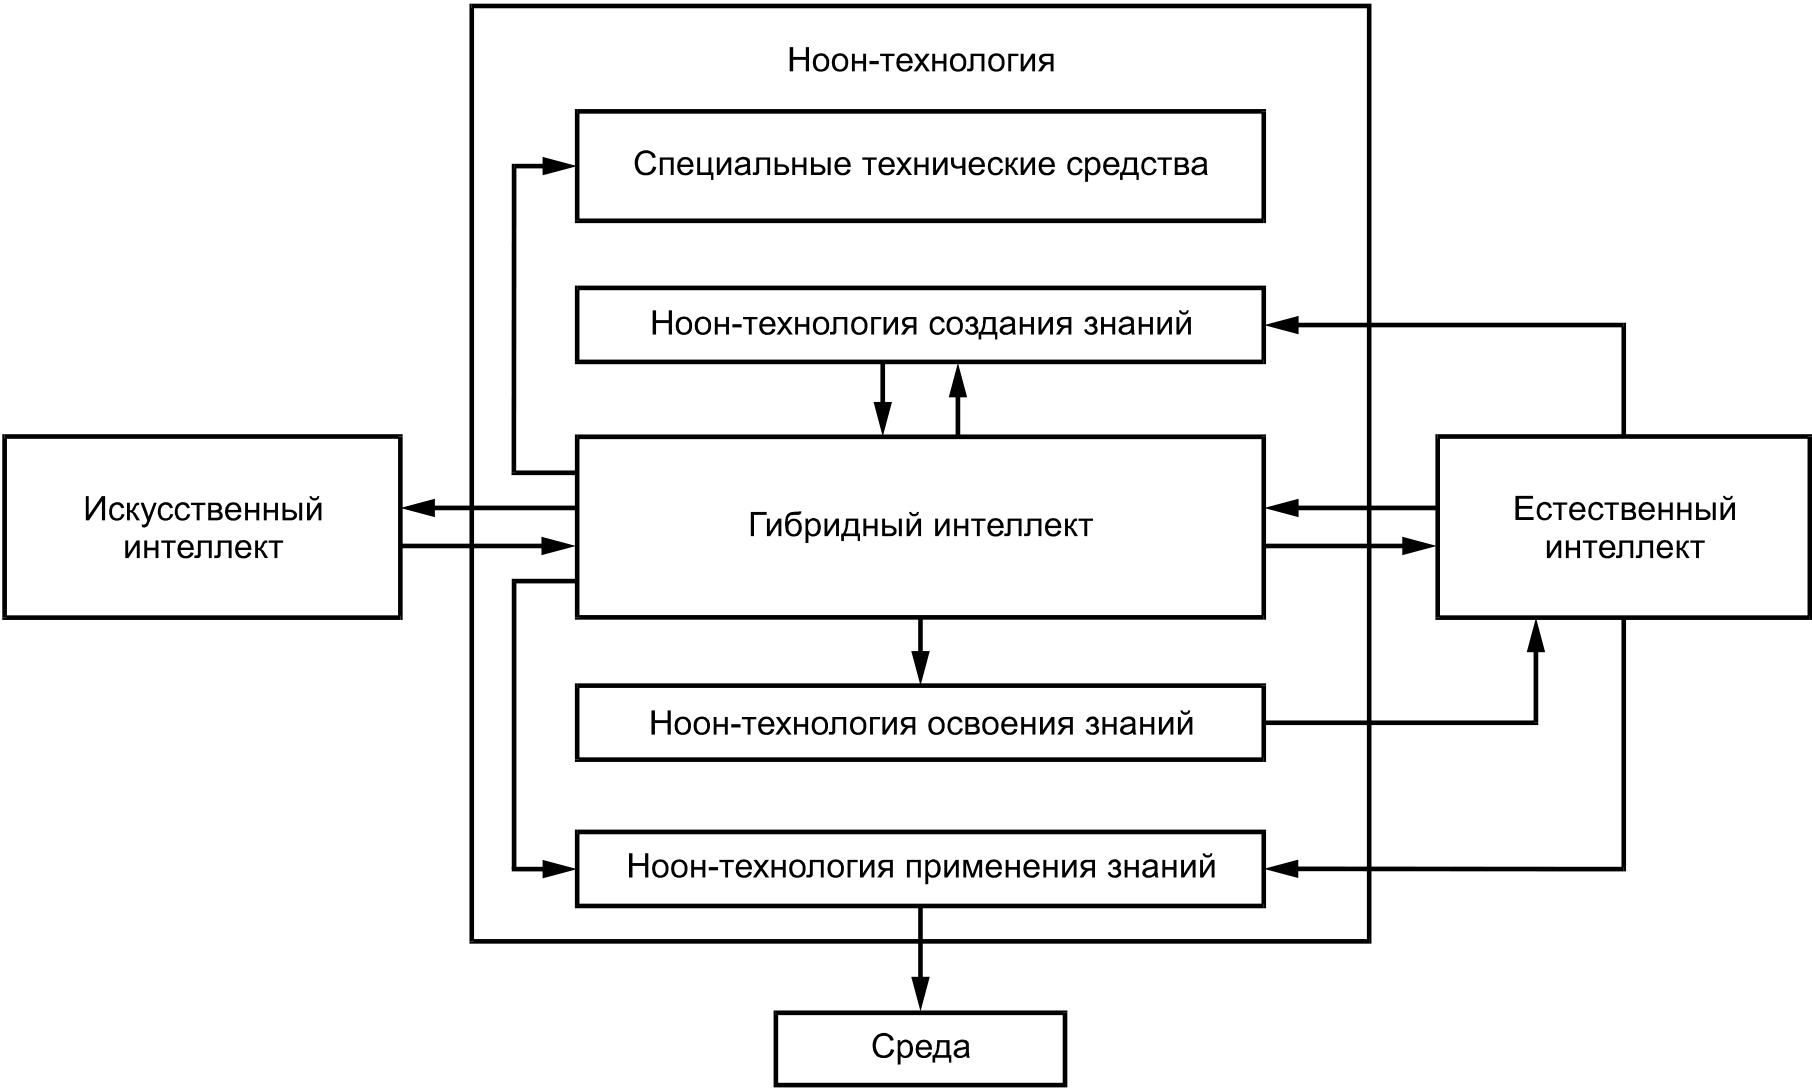 Ноон-технология
Специальные технические средства
Ноон-технология создания знаний
Искусственный
интеллект
Гибридный интеллект
Естественный
интеллект
Ноон-технология освоения знаний
Ноон-технология применения знаний
Среда